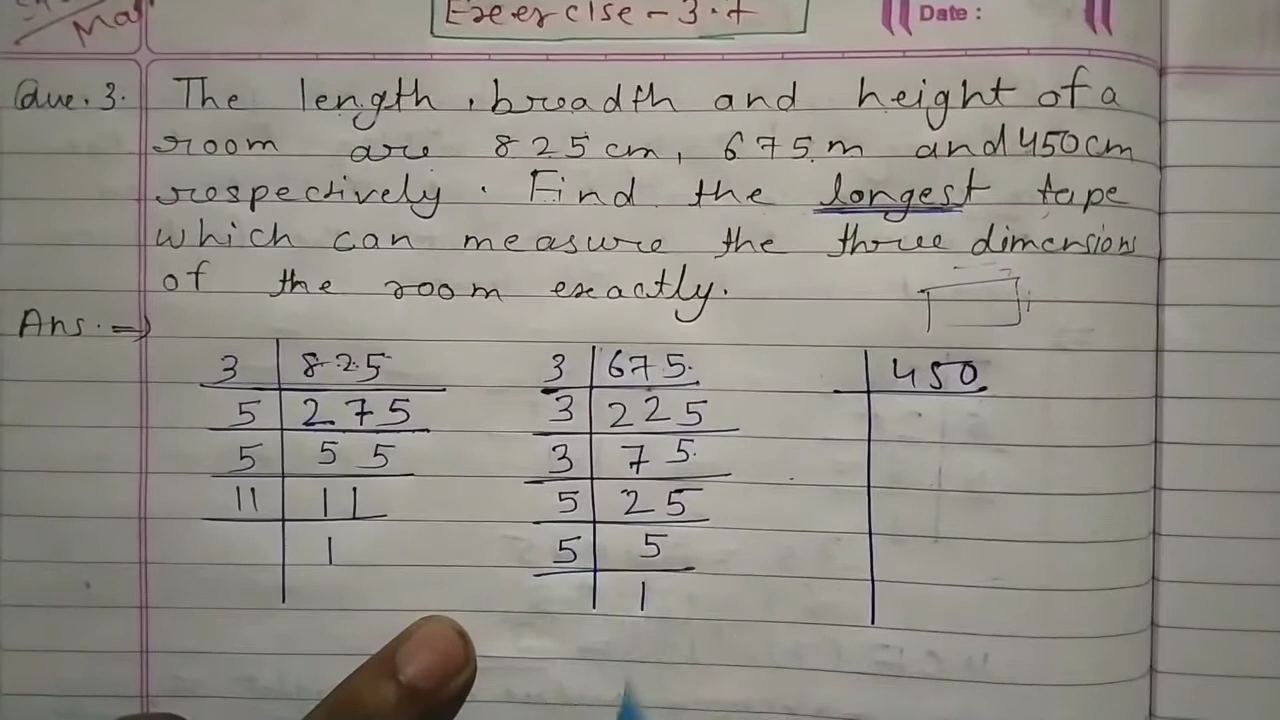 Exercise - 3.7
Date :
Ma
Que. 3. The length, breadth and height of a
room are 825 cm, 675 m and 450 cm
respectively. Find the longest tape
which can measure the three dimensions
of the room exactly.
Ans. ⇒
3 | 825
5 | 275
5 | 55
11 | 11
1
3 | 675
3 | 225
3 | 75
5 | 25
5 | 5
1
450